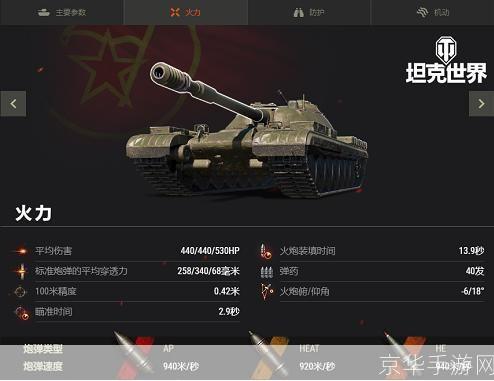 主要参数 火力 防护 机动
坦克世界
火力
平均伤害 440/440/530HP 火炮装填时间 13.9秒
标准炮弹的平均穿透力 258/340/68毫米 弹药 40发
100米精度 0.42米 火炮俯/仰角 -6/18°
瞄准时间 2.9秒
炮弹类型 AP HEAT HE
炮弹速度 940米/秒 920米/秒 940米/秒
京华手游网